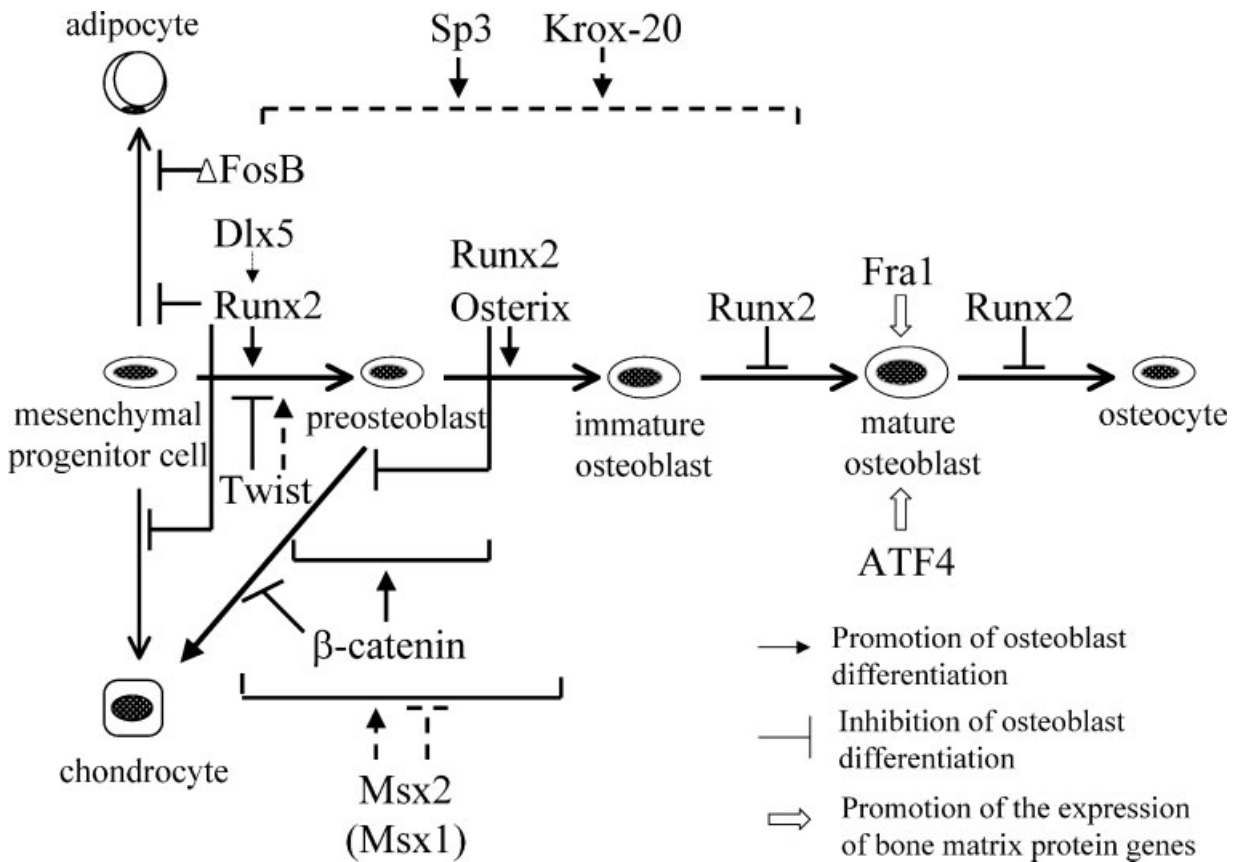 adipocyte
Sp3
Krox-20
ΔFosB
Dlx5
Runx2
Runx2
Osterix
Runx2
Fra1
Runx2
mesenchymal
progenitor cell
preosteoblast
immature
osteoblast
mature
osteoblast
osteocyte
Twist
ATF4
β-catenin
chondrocyte
Msx2
(Msx1)
Promotion of osteoblast
differentiation
Inhibition of osteoblast
differentiation
Promotion of the expression
of bone matrix protein genes